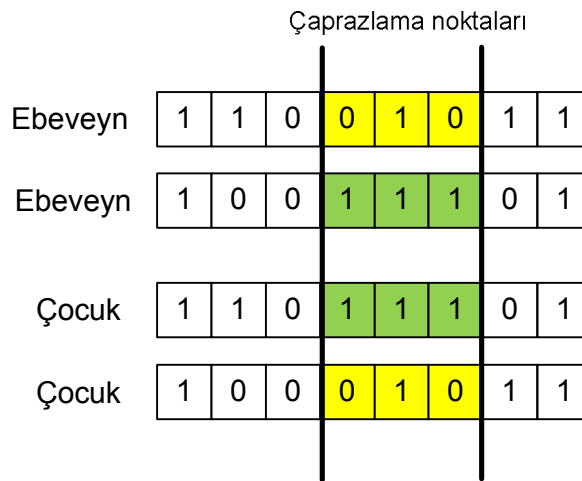 Çaprazlama noktaları
Ebeveyn 1 1 0 0 1 0 1 1
Ebeveyn 1 0 0 1 1 1 0 1
Çocuk 1 1 0 1 1 1 0 1
Çocuk 1 0 0 0 1 0 1 1